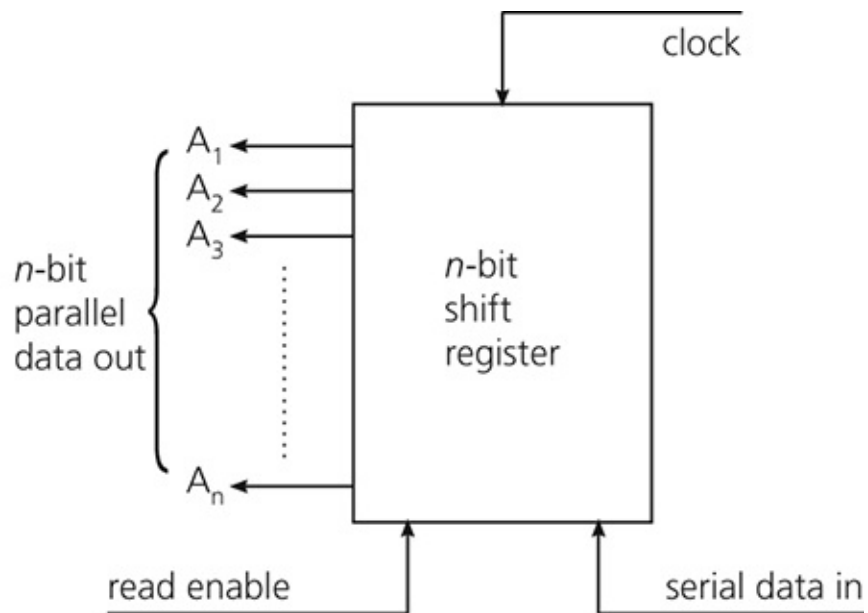 clock
A₁
A₂
A₃
n-bit
parallel
data out
n-bit
shift
register
Aₙ
read enable
serial data in